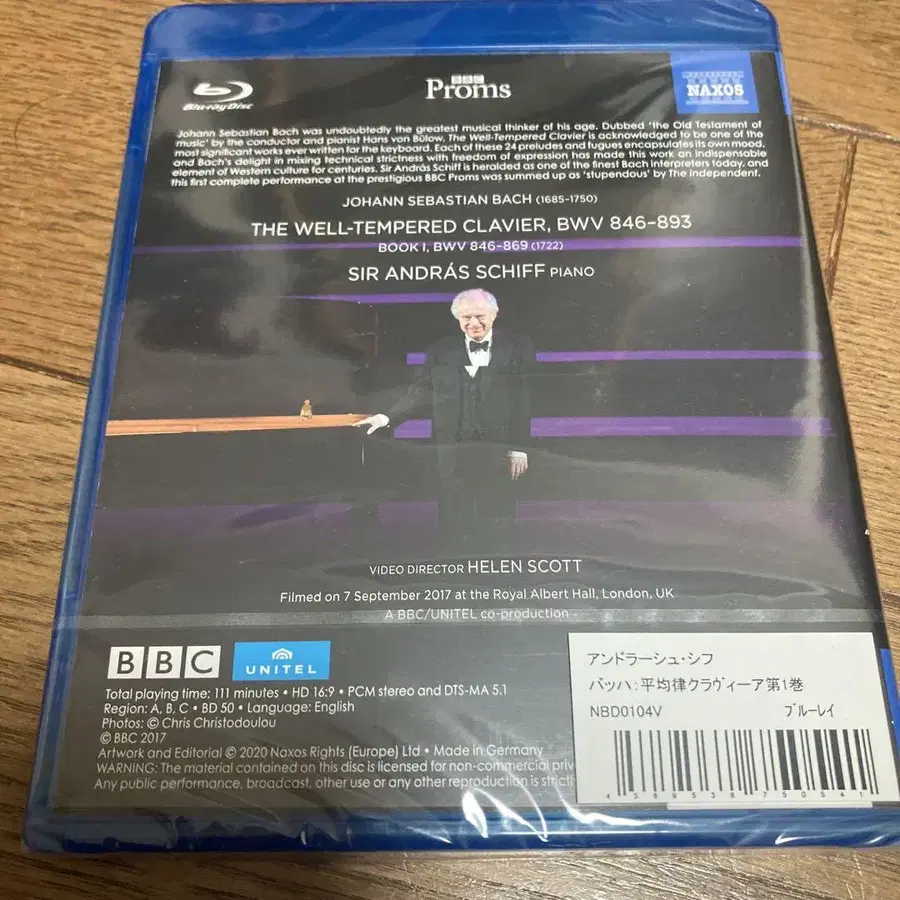 Blu-ray Disc
BBC
Proms
NAXOS
Johann Sebastian Bach was undoubtedly the greatest musical thinker of his age. Dubbed ‘the Old Testament of
music’ by the conductor and pianist Hans von Bülow, The Well-Tempered Clavier is acknowledged to be one of the
most significant works ever written for the keyboard. Each of these 24 preludes and fugues encapsulates its own mood,
and Bach’s delight in mixing technical strictness with freedom of expression has made this work an indispensable
element of Western culture for centuries. Sir András Schiff is heralded as one of the finest Bach interpreters today, and
this first complete performance at the prestigious BBC Proms was summed up as ‘stupendous’ by The Independent.
JOHANN SEBASTIAN BACH (1685-1750)
THE WELL-TEMPERED CLAVIER, BWV 846-893
BOOK I, BWV 846-869 (1722)
SIR ANDRÁS SCHIFF PIANO
VIDEO DIRECTOR HELEN SCOTT
Filmed on 7 September 2017 at the Royal Albert Hall, London, UK
A BBC/UNITEL co-production
BBC
UNITEL
Total playing time: 111 minutes • HD 16:9 • PCM stereo and DTS-MA 5.1
Region: A, B, C • BD 50 • Language: English
Photos: © Chris Christodoulou
© BBC 2017
Artwork and Editorial © 2020 Naxos Rights (Europe) Ltd • Made in Germany
WARNING: The material contained on this disc is licensed for non-commercial priv
Any public performance, broadcast, other use or any other reproduction is strictl
アンドラーシュ・シフ
バッハ:平均律クラヴィーア第1巻
NBD0104V ブルーレイ
4589538750541